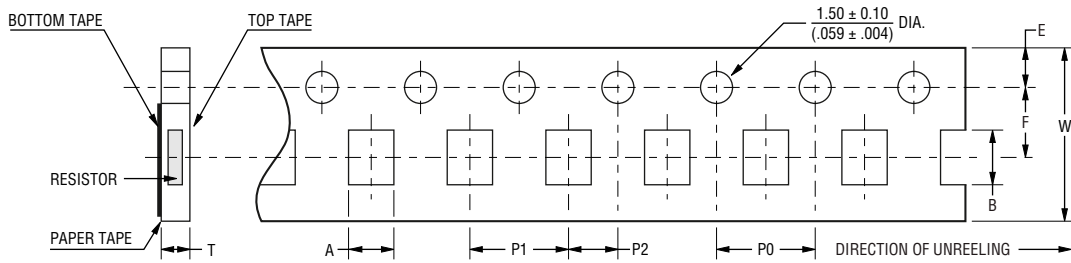 BOTTOM TAPE
TOP TAPE
1.50 ± 0.10
(.059 ± .004)
DIA.
E
F
W
RESISTOR
B
PAPER TAPE
T
A
P1
P2
P0
DIRECTION OF UNREELING